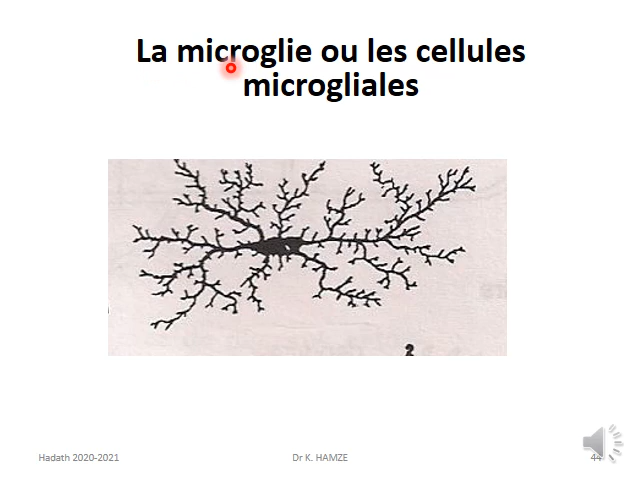 La microglie ou les cellules
microgliales
2
Hadath 2020-2021
Dr K. HAMZE
44